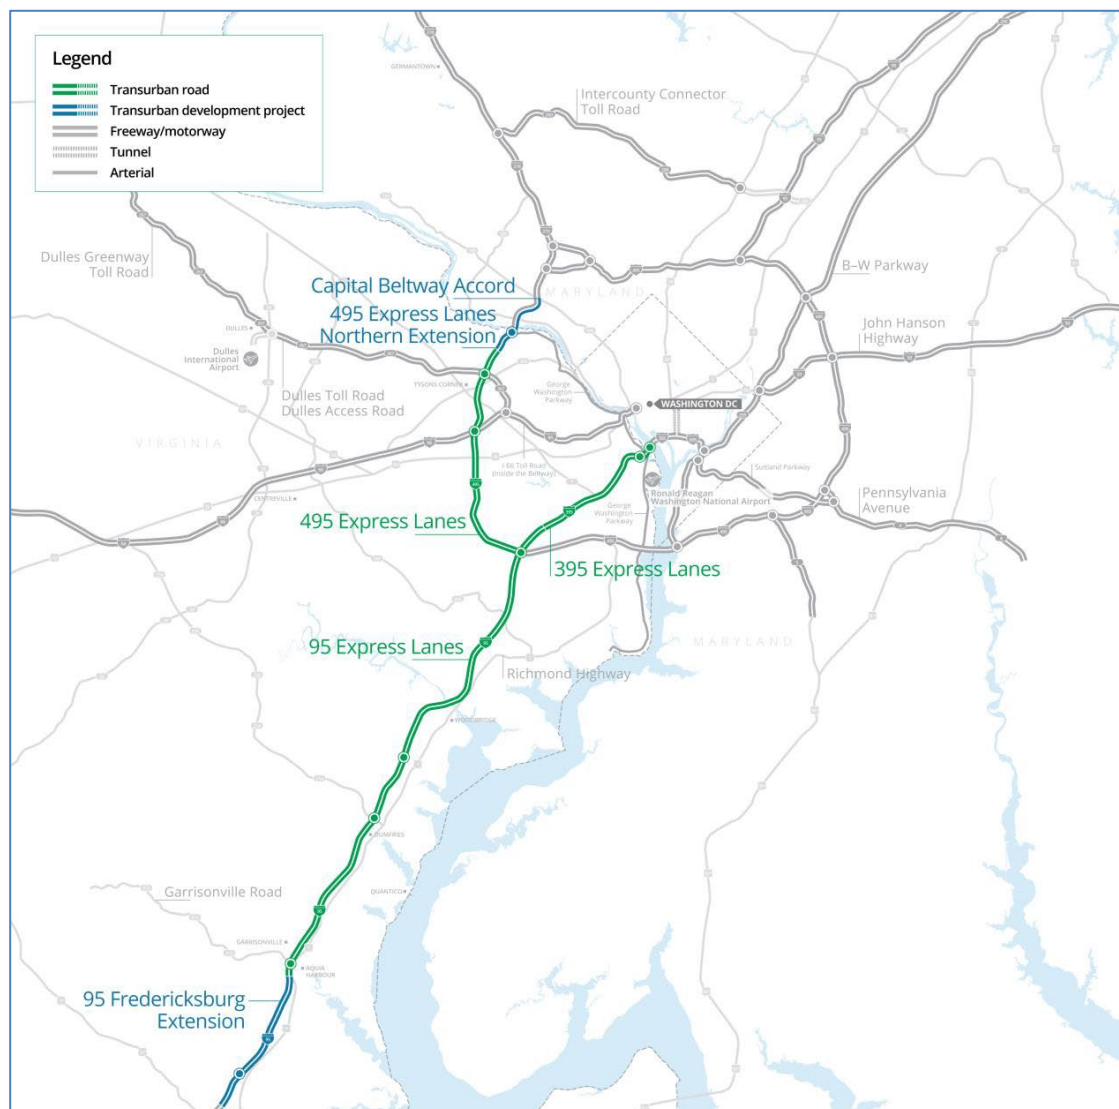 Legend
Transurban road
Transurban development project
Freeway/motorway
Tunnel
Arterial
GERMANTOWN
Intercounty Connector
Toll Road
Dulles Greenway
Toll Road
B–W Parkway
Capital Beltway Accord
MARYLAND
495 Express Lanes
Northern Extension
John Hanson
Highway
DULLES
Dulles
International
Airport
TYSONS CORNER
George
Washington
Parkway
WASHINGTON DC
Dulles Toll Road
Dulles Access Road
VIRGINIA
I-66 Toll Road
(Inside the Beltway)
Suitland Parkway
CENTREVILLE
Ronald Reagan
Washington National Airport
Pennsylvania
Avenue
George
Washington
Parkway
495 Express Lanes
395 Express Lanes
95 Express Lanes
MARYLAND
Richmond Highway
WOODBRIDGE
DUMFRIES
Garrisonville Road
QUANTICO
GARRISONVILLE
AQUIA
HARBOUR
95 Fredericksburg
Extension